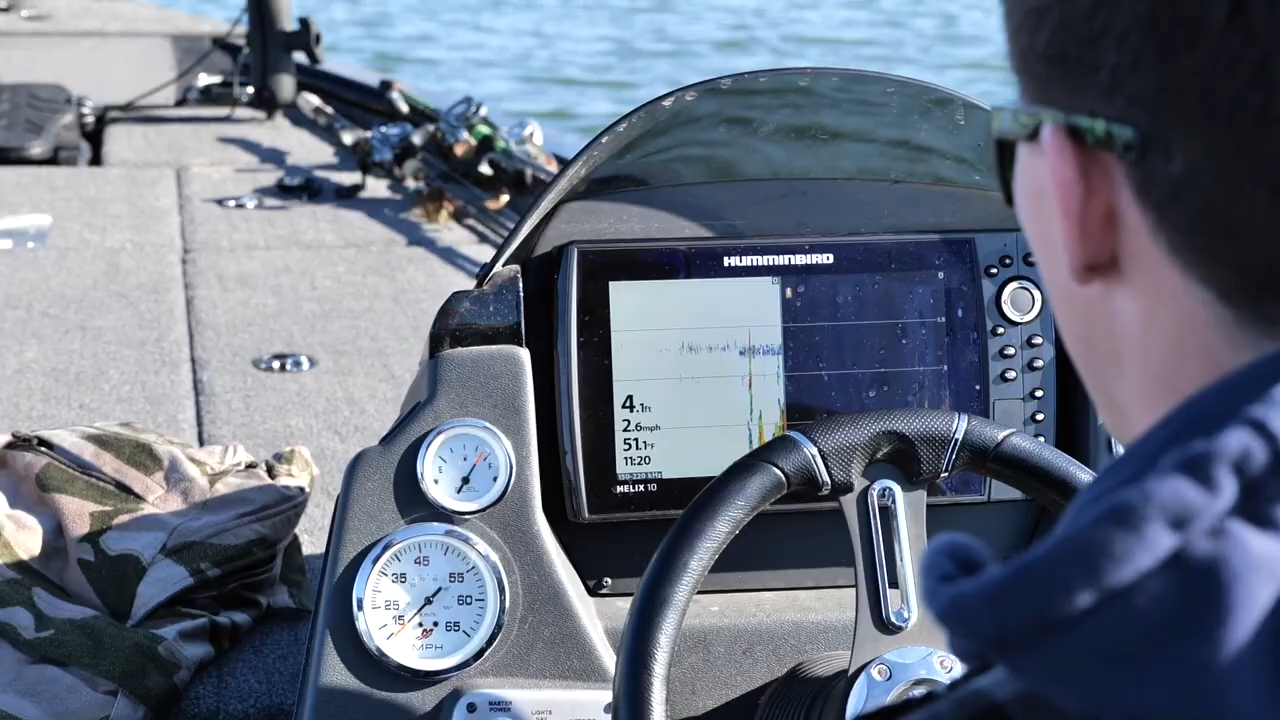 HUMMINBIRD
4.1ft
2.6mph
51.1°F
11:20
150-220 kHz
HELIX 10
E F
FUEL
45
35 55
25 60
15 65
km/h
MPH
MASTER
POWER
LIGHTS
NAV